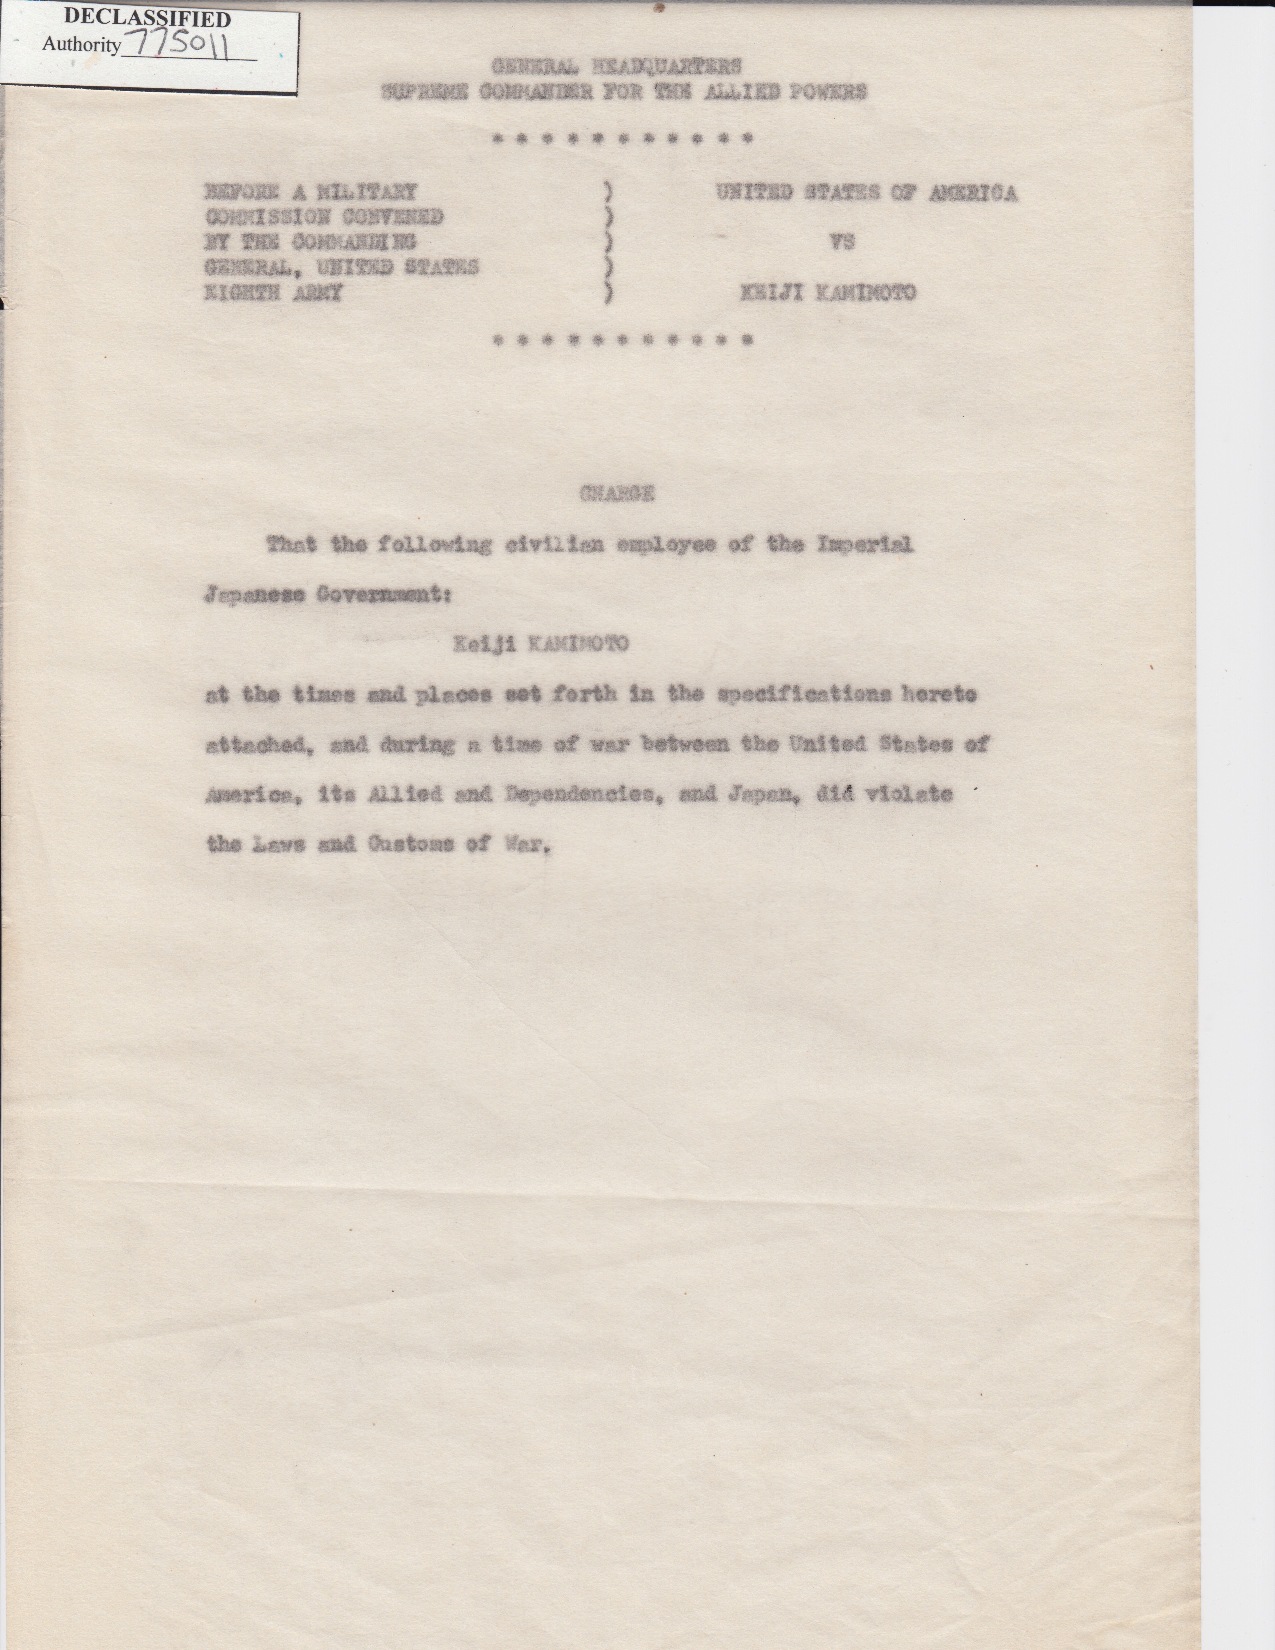 DECLASSIFIED
Authority 775011
GENERAL HEADQUARTERS
SUPREME COMMANDER FOR THE ALLIED POWERS
* * * * * * * * * * *
BEFORE A MILITARY ) UNITED STATES OF AMERICA
COMMISSION CONVENED )
BY THE COMMANDING ) VS
GENERAL, UNITED STATES )
EIGHTH ARMY ) KEIJI KAMIMOTO
* * * * * * * * * * *
CHARGE
That the following civilian employee of the Imperial
Japanese Government:
Keiji KAMIMOTO
at the times and places set forth in the specifications hereto
attached, and during a time of war between the United States of
America, its Allied and Dependencies, and Japan, did violate
the Laws and Customs of War.